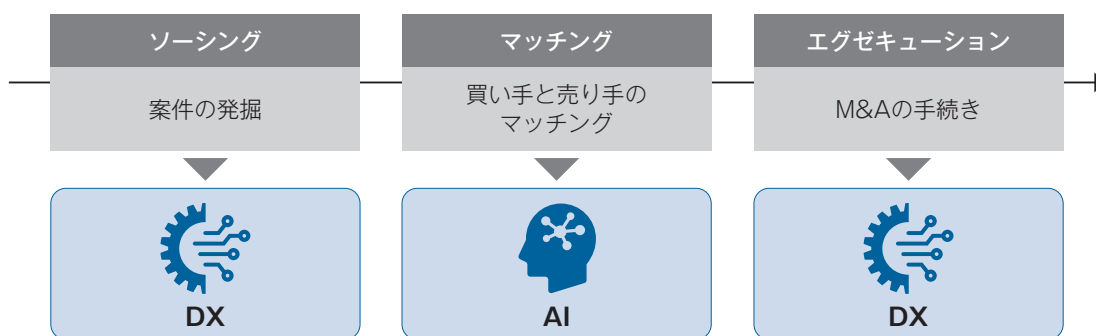 ソーシング
案件の発掘
DX
マッチング
買い手と売り手の
マッチング
AI
エグゼキューション
M&Aの手続き
DX